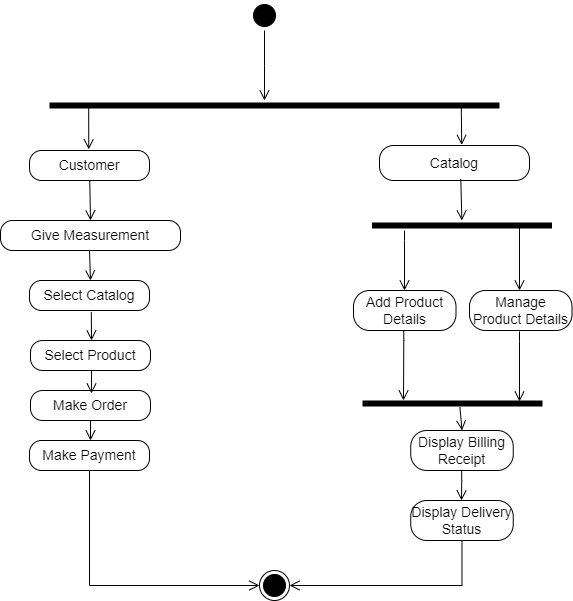 Customer
Catalog
Give Measurement
Select Catalog
Add Product
Details
Manage
Product Details
Select Product
Make Order
Make Payment
Display Billing
Receipt
Display Delivery
Status